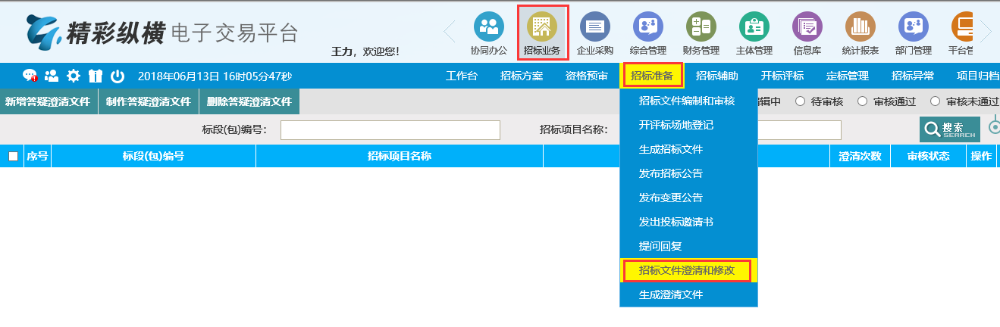 精彩纵横 电子交易平台
王力，欢迎您！
协同办公 招标业务 企业采购 综合管理 财务管理 主体管理 信息库 统计报表 部门管理 平台管
2018年06月13日 16时05分47秒
工作台 招标方案 资格预审 招标准备 招标辅助 开标评标 定标管理 招标异常 项目归档
新增答疑澄清文件 制作答疑澄清文件 删除答疑澄清文件
辑中 待审核 审核通过 审核未通过
标段(包)编号： 招标项目名称： 搜索 SEARCH
序号 标段(包)编号 招标项目名称 澄清次数 审核状态 操作
招标文件编制和审核
开评标场地登记
生成招标文件
发布招标公告
发布变更公告
发出投标邀请书
提问回复
招标文件澄清和修改
生成澄清文件